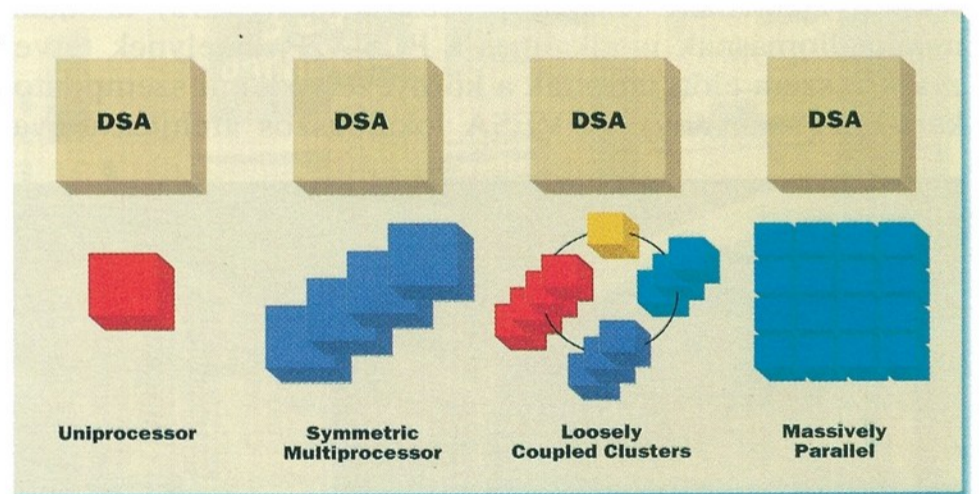 DSA
DSA
DSA
DSA
Uniprocessor
Symmetric
Multiprocessor
Loosely
Coupled Clusters
Massively
Parallel